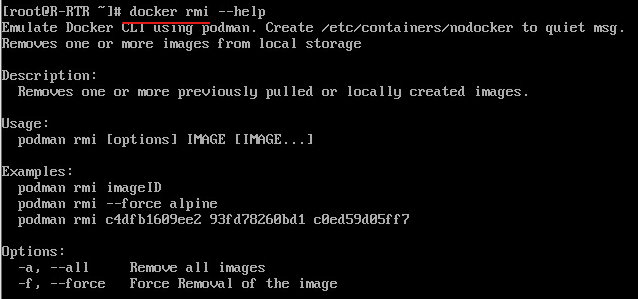 [root@R-RTR ~]# docker rmi --help
Emulate Docker CLI using podman. Create /etc/containers/nodocker to quiet msg.
Removes one or more images from local storage
Description:
Removes one or more previously pulled or locally created images.
Usage:
podman rmi [options] IMAGE [IMAGE...]
Examples:
podman rmi imageID
podman rmi --force alpine
podman rmi c4dfb1609ee2 93fd78260bd1 c0ed59d05ff7
Options:
-a, --all Remove all images
-f, --force Force Removal of the image